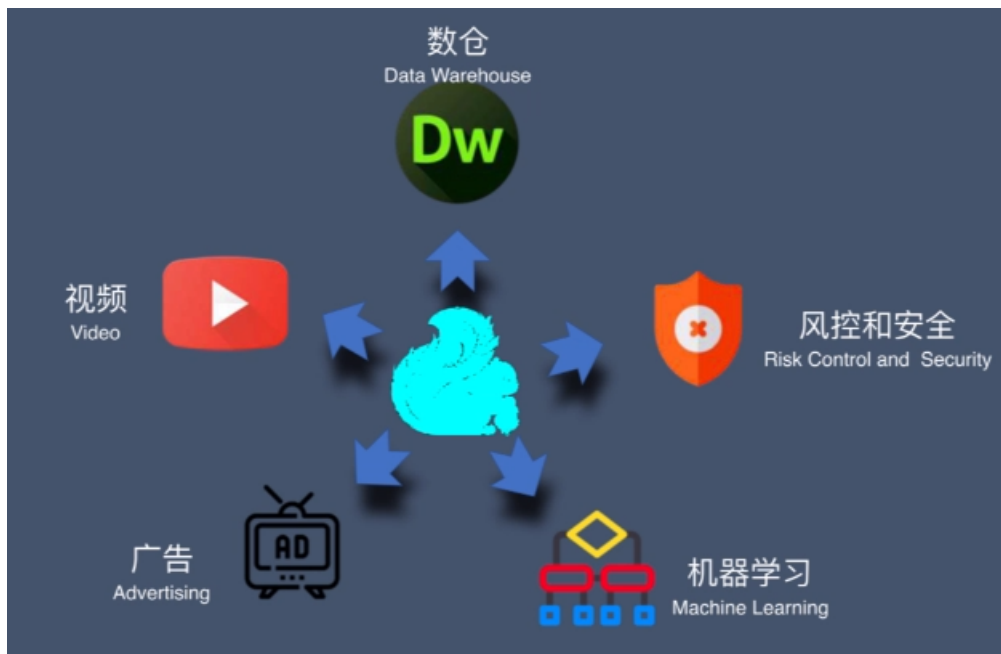 数仓
Data Warehouse
Dw
视频
Video
风控和安全
Risk Control and Security
广告
Advertising
AD
机器学习
Machine Learning